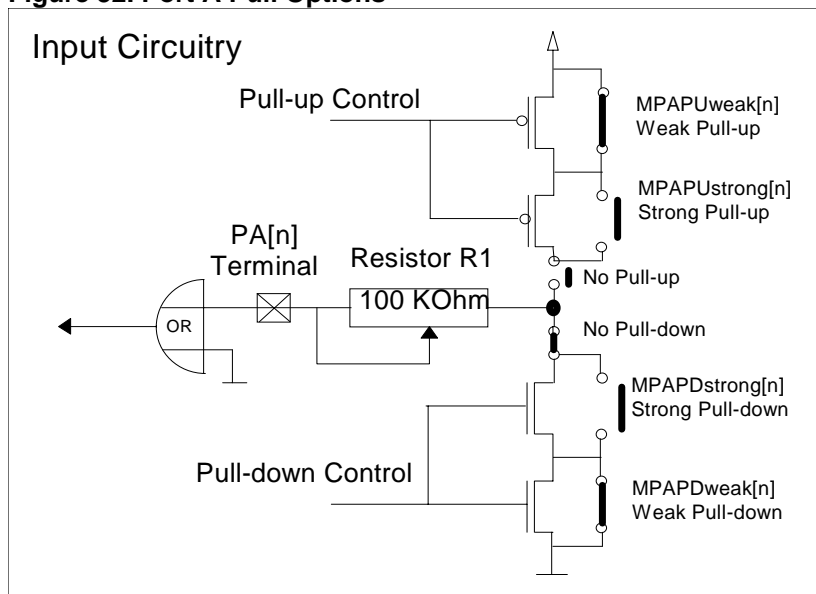 Input Circuitry
Pull-up Control
MPAPUweak[n]
Weak Pull-up
MPAPUstrong[n]
Strong Pull-up
PA[n]
Terminal
Resistor R1
No Pull-up
100 KOhm
OR
No Pull-down
MPAPDstrong[n]
Strong Pull-down
Pull-down Control
MPAPDweak[n]
Weak Pull-down